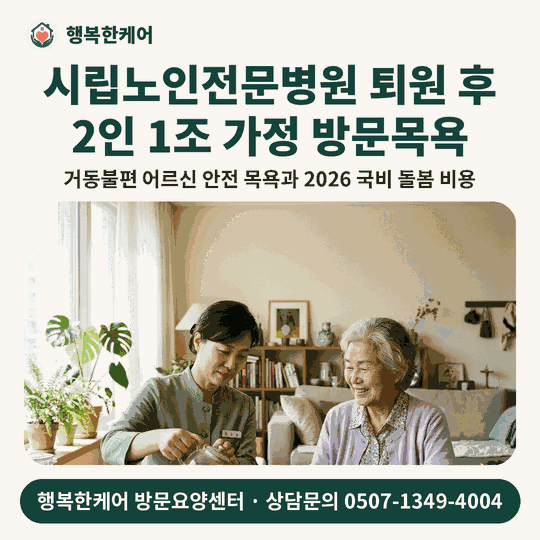 행복한케어
시립노인전문병원 퇴원 후
2인 1조 가정 방문목욕
거동불편 어르신 안전 목욕과 2026 국비 돌봄 비용
행복한케어 방문요양센터 · 상담문의 0507-1349-4004